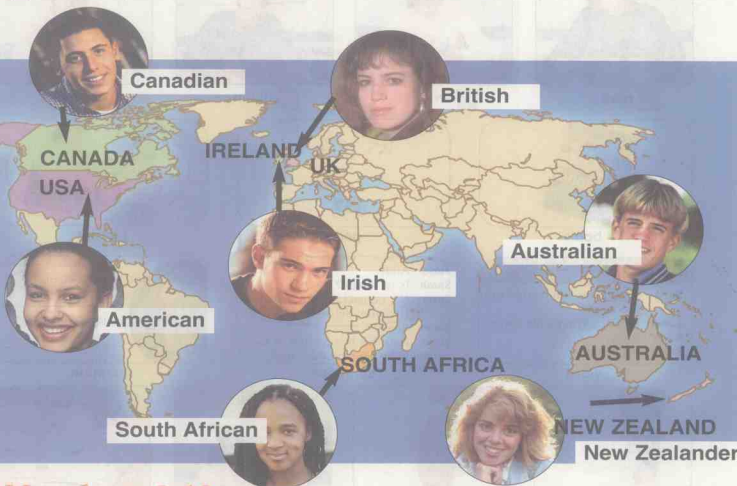 Canadian
British
CANADA
IRELAND
UK
USA
Australian
Irish
American
AUSTRALIA
SOUTH AFRICA
South African
NEW ZEALAND
New Zealander